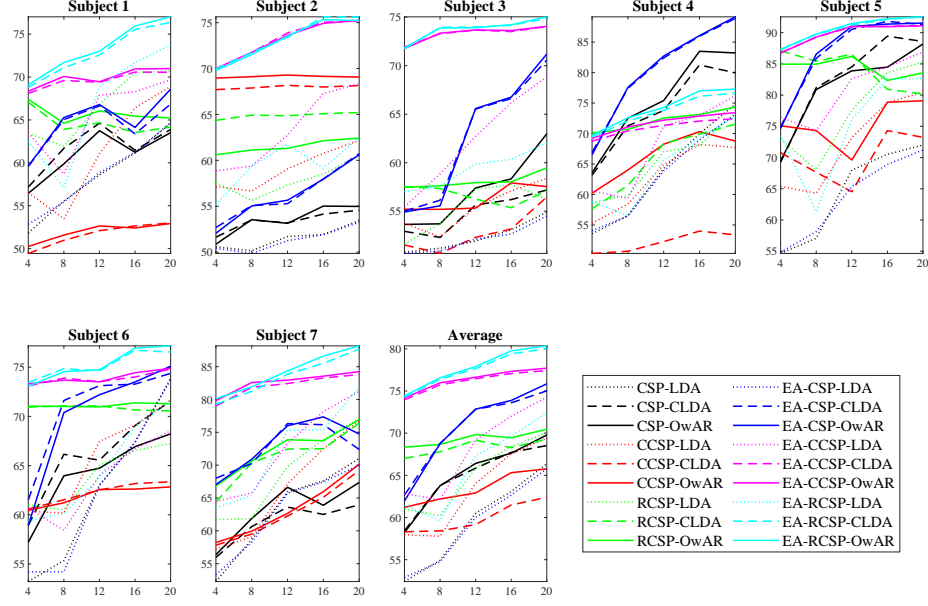 Subject 1
75
70
65
60
55
50
4 8 12 16 20
Subject 2
75
70
65
60
55
50
4 8 12 16 20
Subject 3
75
70
65
60
55
4 8 12 16 20
Subject 4
85
80
75
70
65
60
55
4 8 12 16 20
Subject 5
90
85
80
75
70
65
60
55
4 8 12 16 20
Subject 6
75
70
65
60
55
4 8 12 16 20
Subject 7
85
80
75
70
65
60
55
4 8 12 16 20
Average
80
75
70
65
60
55
4 8 12 16 20
CSP-LDA
CSP-CLDA
CSP-OwAR
CCSP-LDA
CCSP-CLDA
CCSP-OwAR
RCSP-LDA
RCSP-CLDA
RCSP-OwAR
EA-CSP-LDA
EA-CSP-CLDA
EA-CSP-OwAR
EA-CCSP-LDA
EA-CCSP-CLDA
EA-CCSP-OwAR
EA-RCSP-LDA
EA-RCSP-CLDA
EA-RCSP-OwAR